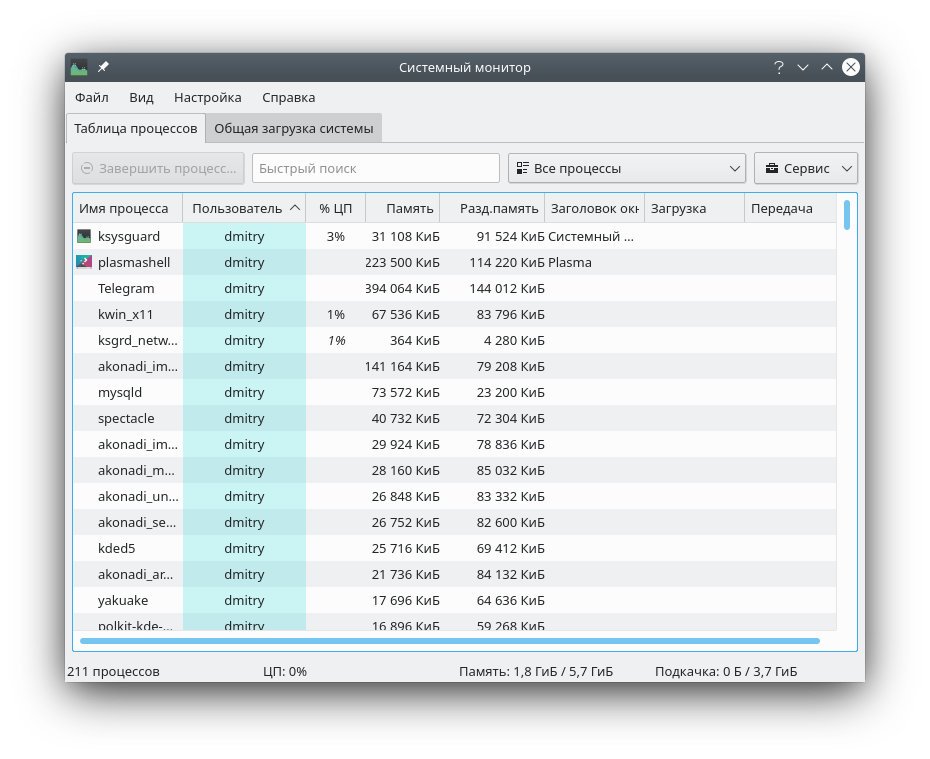 Системный монитор
Файл Вид Настройка Справка
Таблица процессов Общая загрузка системы
Завершить процесс... Быстрый поиск Все процессы Сервис
Имя процесса Пользователь % ЦП Память Разд.память Заголовок окн Загрузка Передача
ksysguard dmitry 3% 31 108 КиБ 91 524 КиБ Системный ...
plasmashell dmitry 223 500 КиБ 114 220 КиБ Plasma
Telegram dmitry 394 064 КиБ 144 012 КиБ
kwin_x11 dmitry 1% 67 536 КиБ 83 796 КиБ
ksgrd_netw... dmitry 1% 364 КиБ 4 280 КиБ
akonadi_im... dmitry 141 164 КиБ 79 208 КиБ
mysqld dmitry 73 572 КиБ 23 200 КиБ
spectacle dmitry 40 732 КиБ 72 304 КиБ
akonadi_im... dmitry 29 924 КиБ 78 836 КиБ
akonadi_m... dmitry 28 160 КиБ 85 032 КиБ
akonadi_un... dmitry 26 848 КиБ 83 332 КиБ
akonadi_se... dmitry 26 752 КиБ 82 600 КиБ
kded5 dmitry 25 716 КиБ 69 412 КиБ
akonadi_ar... dmitry 21 736 КиБ 84 132 КиБ
yakuake dmitry 17 696 КиБ 64 636 КиБ
polkit-kde-... dmitry 16 896 КиБ 59 268 КиБ
211 процессов ЦП: 0% Память: 1,8 ГиБ / 5,7 ГиБ Подкачка: 0 Б / 3,7 ГиБ